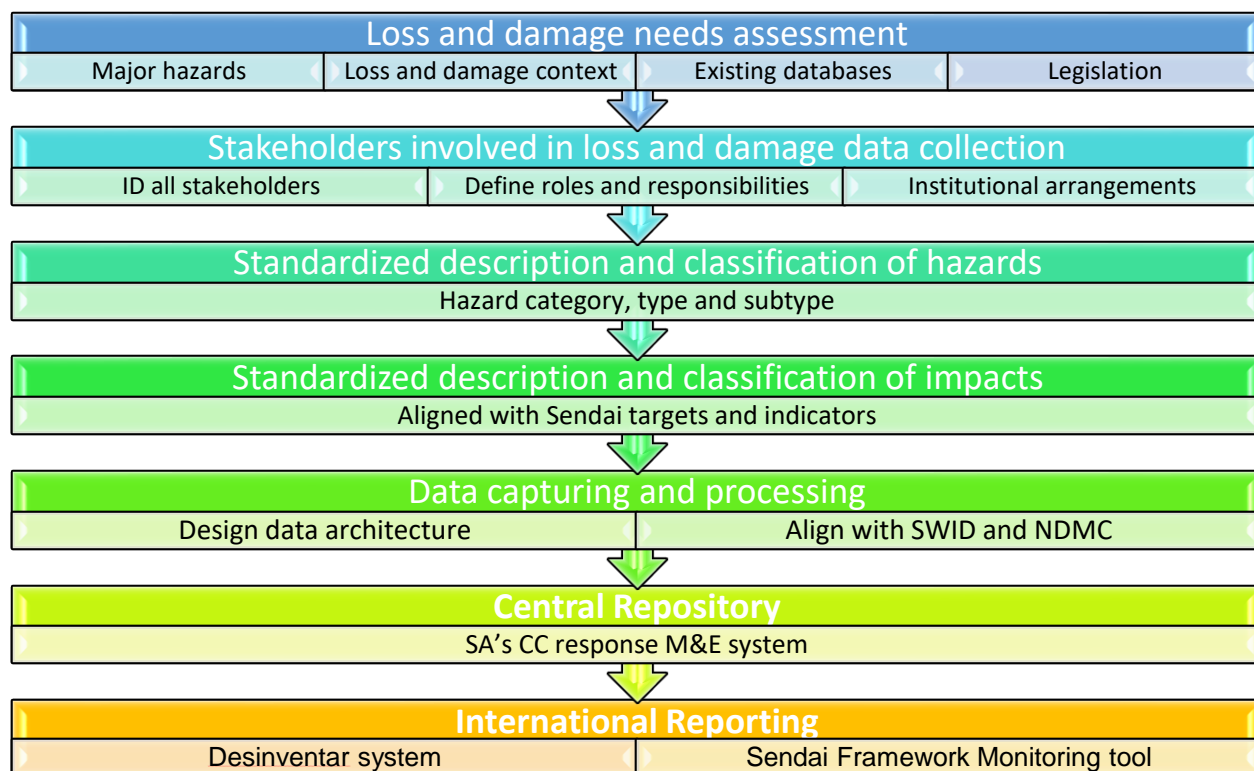 Loss and damage needs assessment
Major hazards
Loss and damage context
Existing databases
Legislation
Stakeholders involved in loss and damage data collection
ID all stakeholders
Define roles and responsibilities
Institutional arrangements
Standardized description and classification of hazards
Hazard category, type and subtype
Standardized description and classification of impacts
Aligned with Sendai targets and indicators
Data capturing and processing
Design data architecture
Align with SWID and NDMC
Central Repository
SA's CC response M&E system
International Reporting
Desinventar system
Sendai Framework Monitoring tool